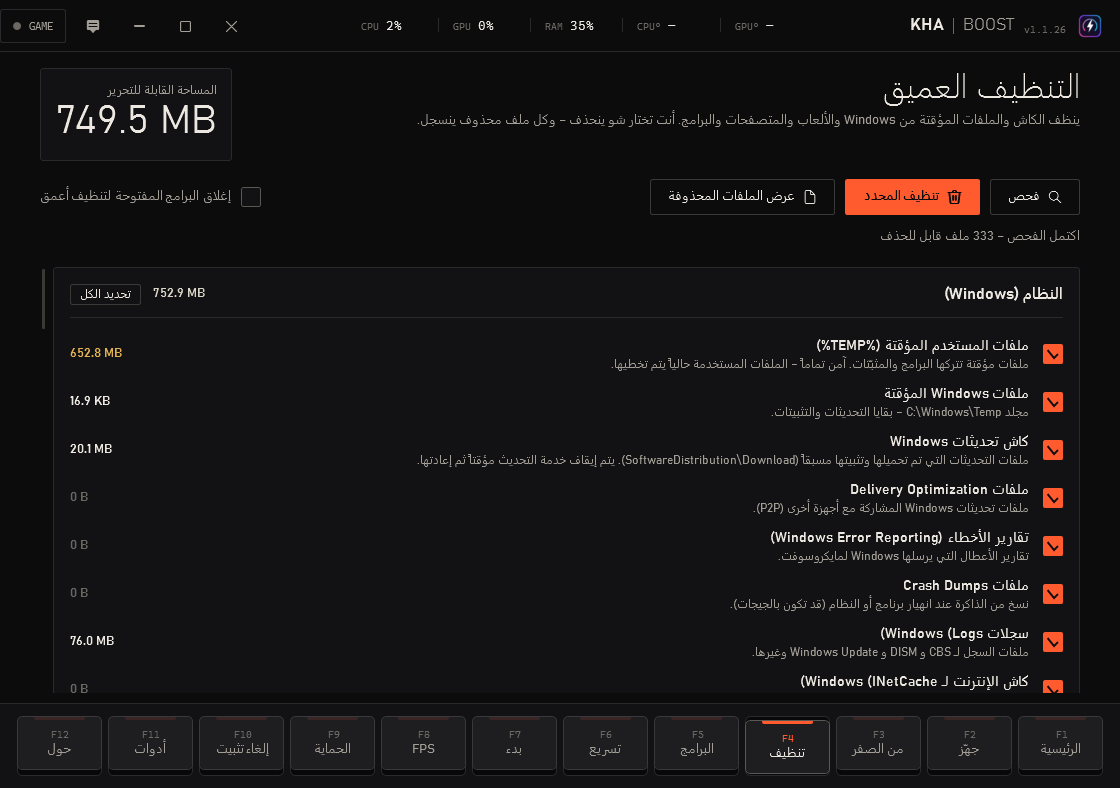 GAME
CPU 2%
GPU 0%
RAM 35%
CPU° —
GPU° —
KHA | BOOST v1.1.26
التنظيف العميق
ينظف الكاش والملفات المؤقتة من Windows والألعاب والمتصفحات والبرامج. أنت تختار شو ينحذف – وكل ملف محذوف ينسجل.
المساحة القابلة للتحرير
749.5 MB
فحص
تنظيف المحدد
عرض الملفات المحذوفة
إغلاق البرامج المفتوحة لتنظيف أعمق
اكتمل الفحص – 333 ملف قابل للحذف
النظام (Windows)
752.9 MB
تحديد الكل
ملفات المستخدم المؤقتة (%TEMP%)
652.8 MB
ملفات مؤقتة تتركها البرامج والمثبّتات. آمن تماماً – الملفات المستخدمة حالياً يتم تخطيها.
ملفات Windows المؤقتة
16.9 KB
مجلد C:\Windows\Temp – بقايا التحديثات والتثبيتات.
كاش تحديثات Windows
20.1 MB
ملفات التحديثات التي تم تحميلها وتثبيتها مسبقاً (SoftwareDistribution\Download). يتم إيقاف خدمة التحديث مؤقتاً ثم إعادتها.
ملفات Delivery Optimization
0 B
ملفات تحديثات Windows المشاركة مع أجهزة أخرى (P2P).
تقارير الأخطاء (Windows Error Reporting)
0 B
تقارير الأعطال التي يرسلها Windows لمايكروسوفت.
ملفات Crash Dumps
0 B
نسخ من الذاكرة عند انهيار برنامج أو النظام (قد تكون بالجيجات).
سجلات Windows (Logs)
76.0 MB
ملفات السجل لـ CBS و DISM و Windows Update وغيرها.
كاش الإنترنت لـ Windows (INetCache)
0 B
F1
الرئيسية
F2
جهّز
F3
من الصفر
F4
تنظيف
F5
البرامج
F6
تسريع
F7
بدء
F8
FPS
F9
الحماية
F10
إلغاء تثبيت
F11
أدوات
F12
حول